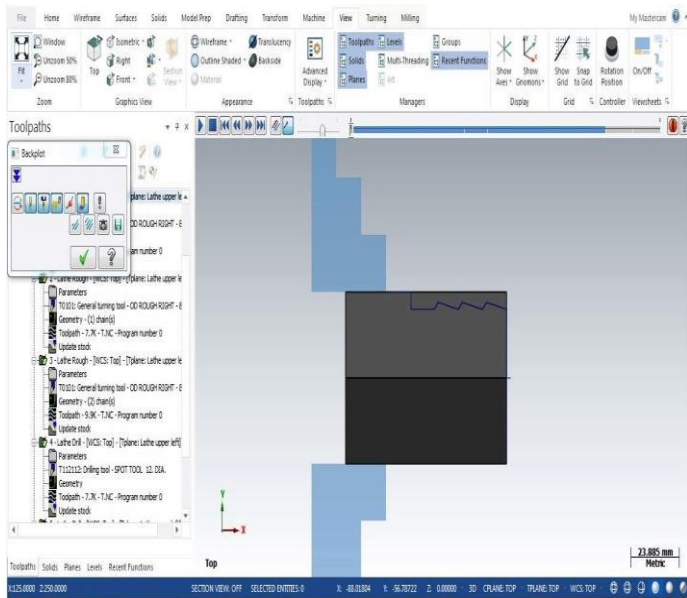 File Home Wireframe Surfaces Solids Model Prep Drafting Transform Machine View Turning Milling My Mastercam
Fit
Window
Unzoom 50%
Unzoom 80%
Zoom
Top
Isometric
Right
Front
Section View
Graphics View
Wireframe
Outline Shaded
Material
Translucency
Backside
Appearance
Advanced Display
Toolpaths
Toolpaths
Solids
Planes
Levels
Multi-Threading
Art
Groups
Recent Functions
Managers
Show Axes
Show Gnomons
Display
Show Grid
Snap to Grid
Grid
Rotation Position
Controller
On/Off
Viewsheets
Toolpaths
Backplot
plane: Lathe upper le
OD ROUGH RIGHT - 8
am number 0
2 - Lathe Rough - [WCS: Top] - [Tplane: Lathe upper le
Parameters
T0101: General turning tool - OD ROUGH RIGHT - 8
Geometry - (1) chain(s)
Toolpath - 7.7K - T.NC - Program number 0
Update stock
3 - Lathe Rough - [WCS: Top] - [Tplane: Lathe upper le
Parameters
T0101: General turning tool - OD ROUGH RIGHT - 8
Geometry - (2) chain(s)
Toolpath - 9.9K - T.NC - Program number 0
Update stock
4 - Lathe Drill - [WCS: Top] - [Tplane: Lathe upper left]
Parameters
T112112: Drilling tool - SPOT TOOL 12. DIA.
Geometry
Toolpath - 7.7K - T.NC - Program number 0
Update stock
Toolpaths Solids Planes Levels Recent Functions
Y
X
Top
23.885 mm
Metric
X:125.0000 Z:250.0000 SECTION VIEW: OFF SELECTED ENTITIES: 0 X: -88.01804 Y: -56.78722 Z: 0.00000 3D CPLANE: TOP TPLANE: TOP WCS: TOP